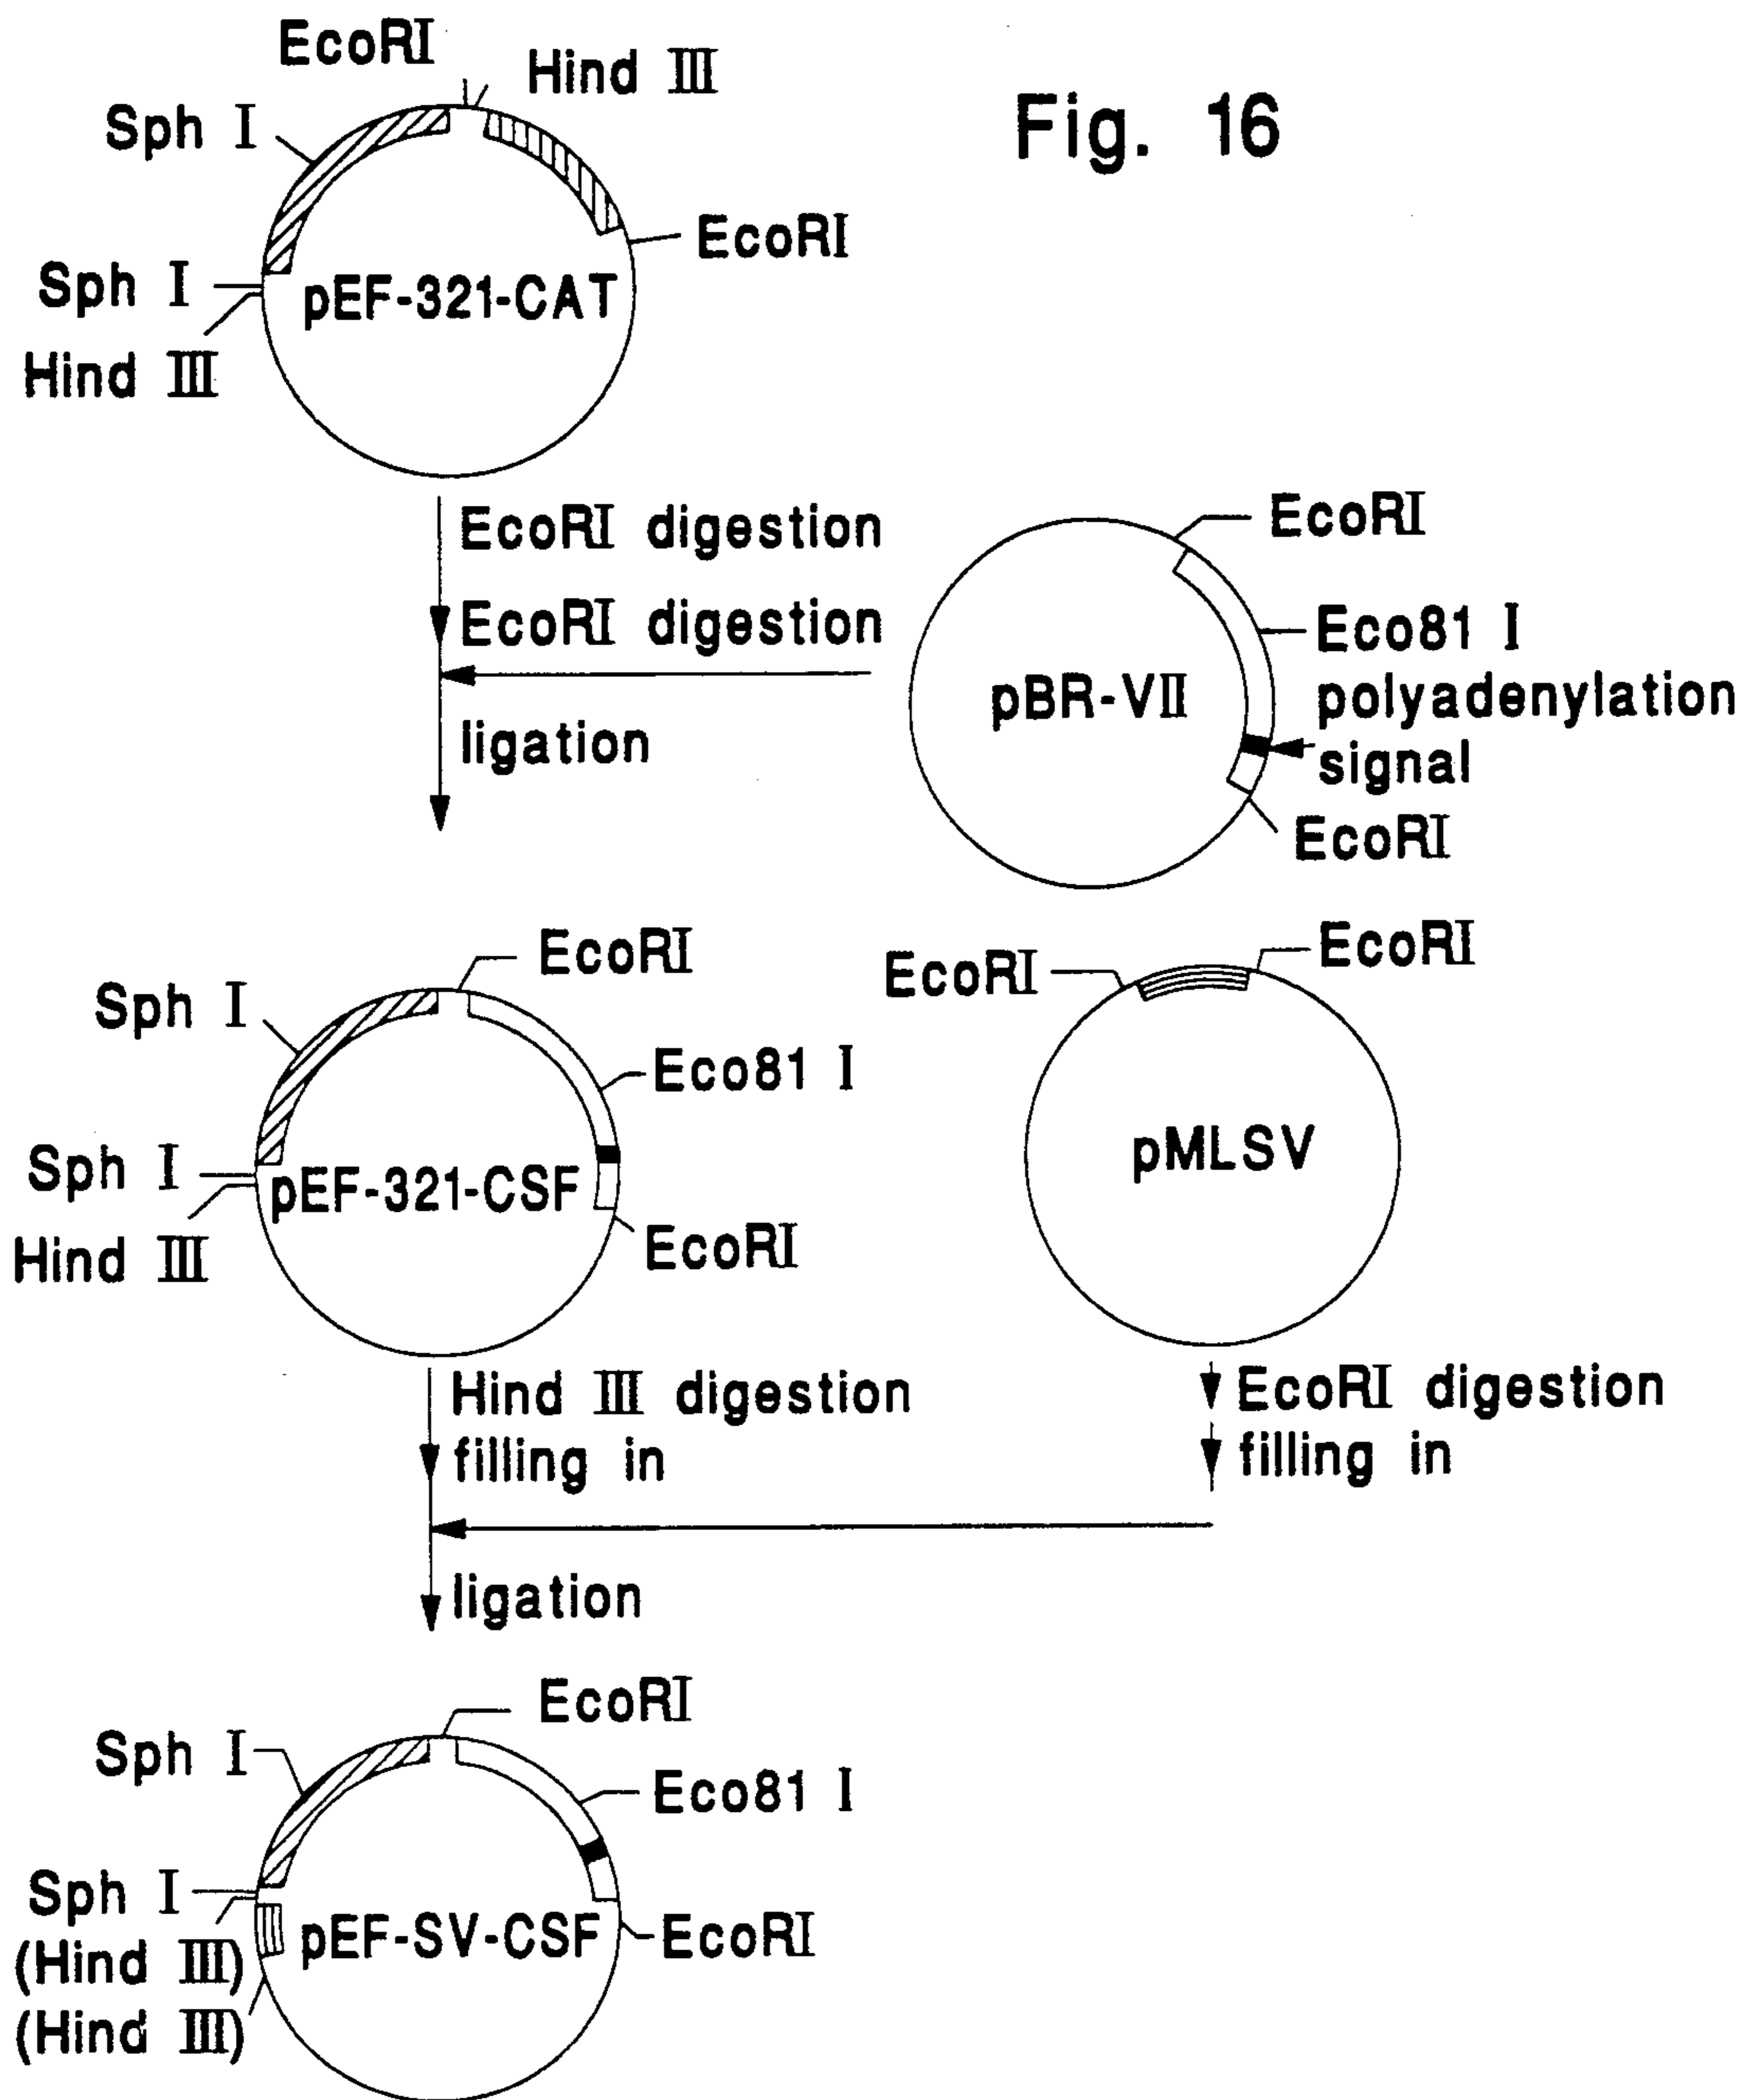 Fig. 16
EcoRI
Hind III
Sph I
EcoRI
Sph I
pEF-321-CAT
Hind III
EcoRI digestion
EcoRI digestion
ligation
EcoRI
Eco81 I
polyadenylation
signal
pBR-VII
EcoRI
EcoRI
Sph I
Eco81 I
Sph I
pEF-321-CSF
Hind III
EcoRI
EcoRI
EcoRI
pMLSV
Hind III digestion
filling in
EcoRI digestion
filling in
ligation
EcoRI
Sph I
Eco81 I
Sph I
(Hind III)
(Hind III)
pEF-SV-CSF
EcoRI